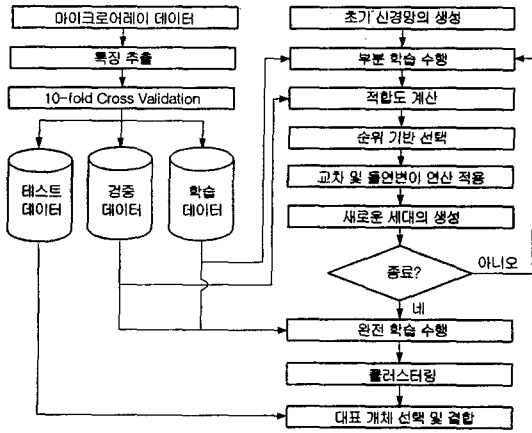 마이크로어레이 데이터
특징 추출
10-fold Cross Validation
테스트
데이터
검증
데이터
학습
데이터
초기 신경망의 생성
부분 학습 수행
적합도 계산
순위 기반 선택
교차 및 돌연변이 연산 적용
새로운 세대의 생성
종료?
아니오
네
완전 학습 수행
클러스터링
대표 개체 선택 및 결합